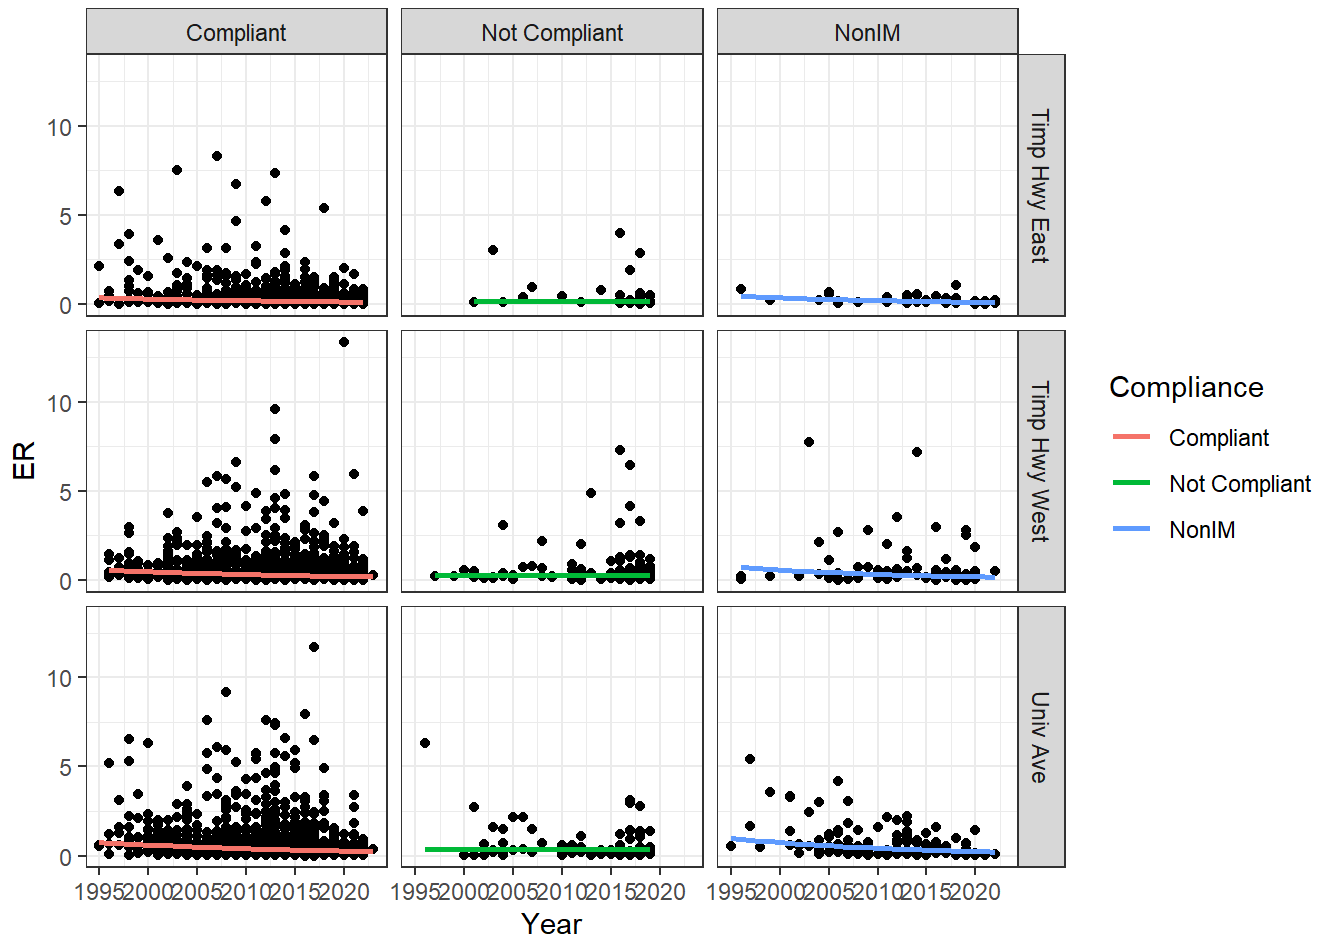 Compliant Not Compliant NonIM
10
5
0
Timp Hwy East
10
5
0
Timp Hwy West
10
5
0
Univ Ave
ER
1995 2000 2005 2010 2015 2020 1995 2000 2005 2010 2015 2020 1995 2000 2005 2010 2015 2020
Year
Compliance
Compliant
Not Compliant
NonIM